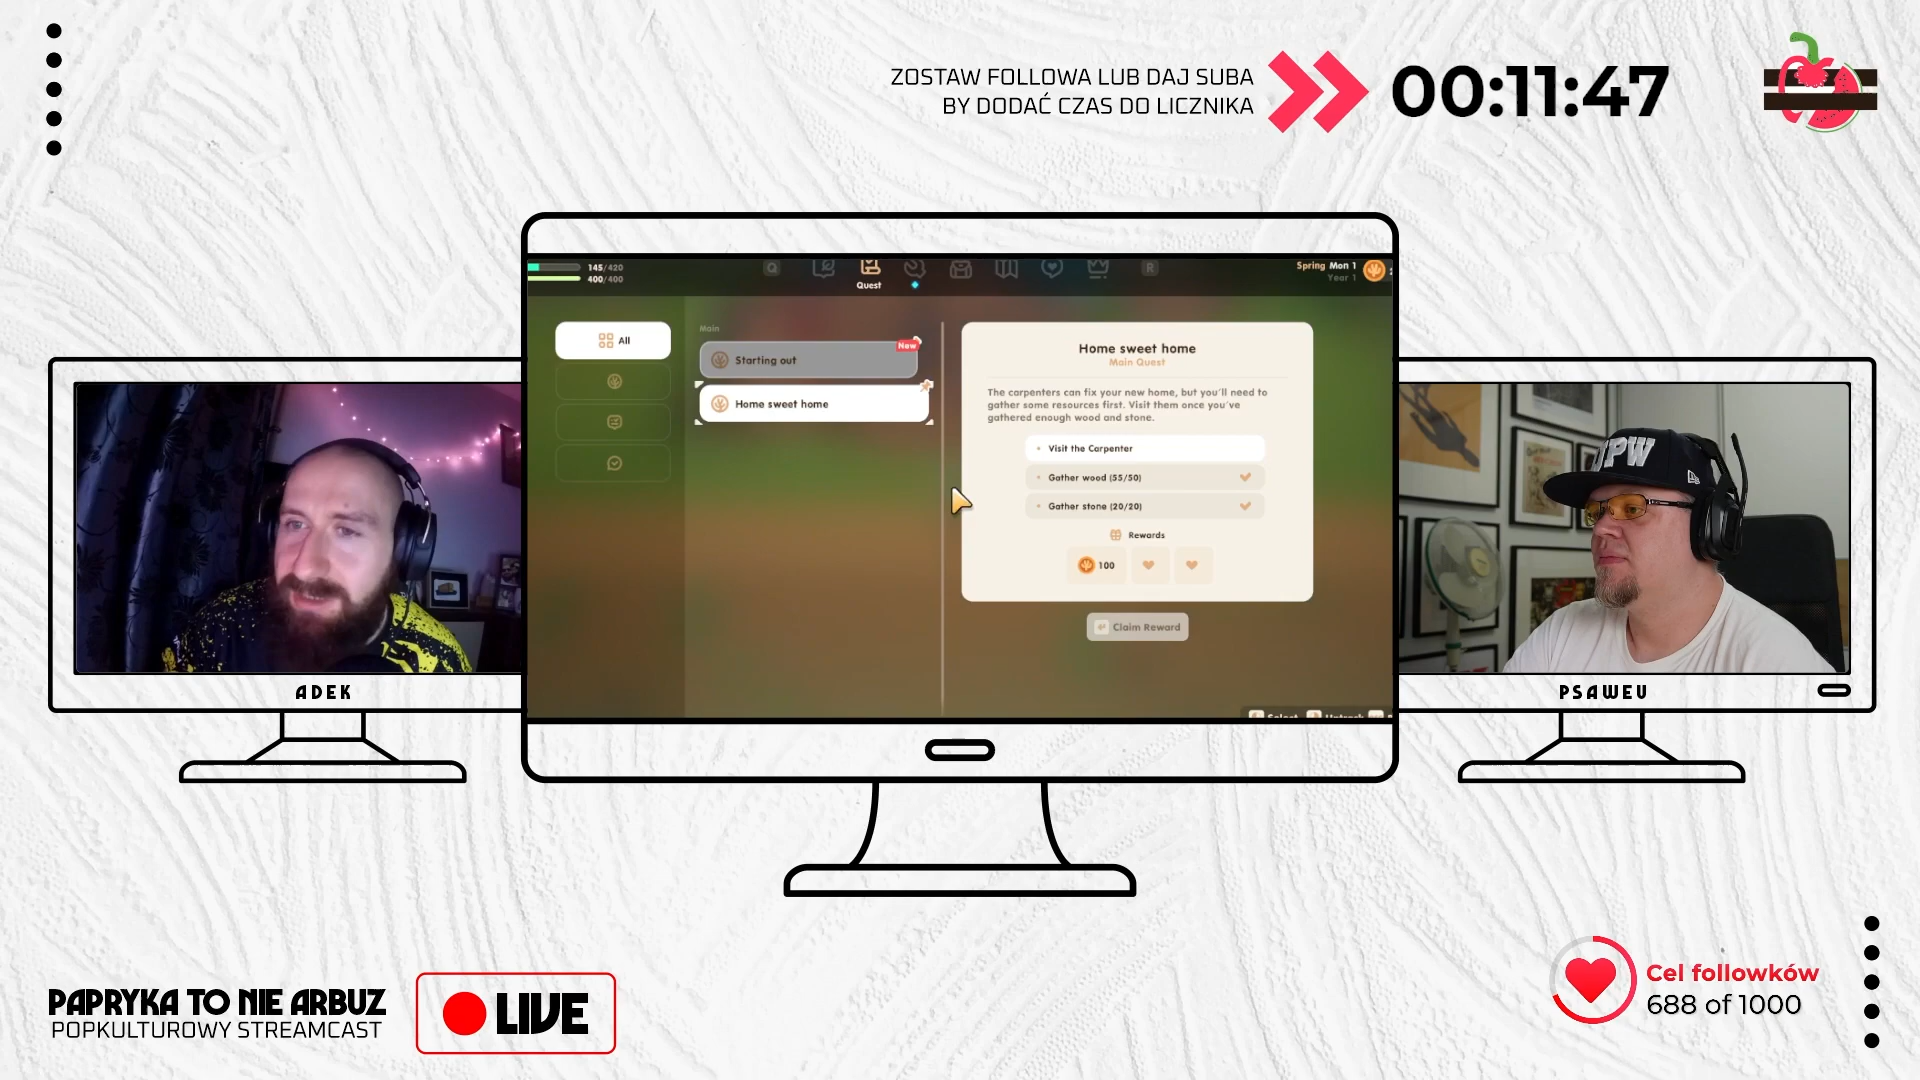 ZOSTAW FOLLOWA LUB DAJ SUBA
BY DODAĆ CZAS DO LICZNIKA
00:11:47
145/420
400/400
Q
R
Quest
Spring Mon 1
Year 1
All
Main
Starting out
New
Home sweet home
Home sweet home
Main Quest
The carpenters can fix your new home, but you'll need to
gather some resources first. Visit them once you've
gathered enough wood and stone.
Visit the Carpenter
Gather wood (55/50)
Gather stone (20/20)
Rewards
100
Claim Reward
Select
Untrack
UPW
ADEK
PSAWEU
PAPRYKA TO NIE ARBUZ
POPKULTUROWY STREAMCAST
LIVE
Cel followków
688 of 1000